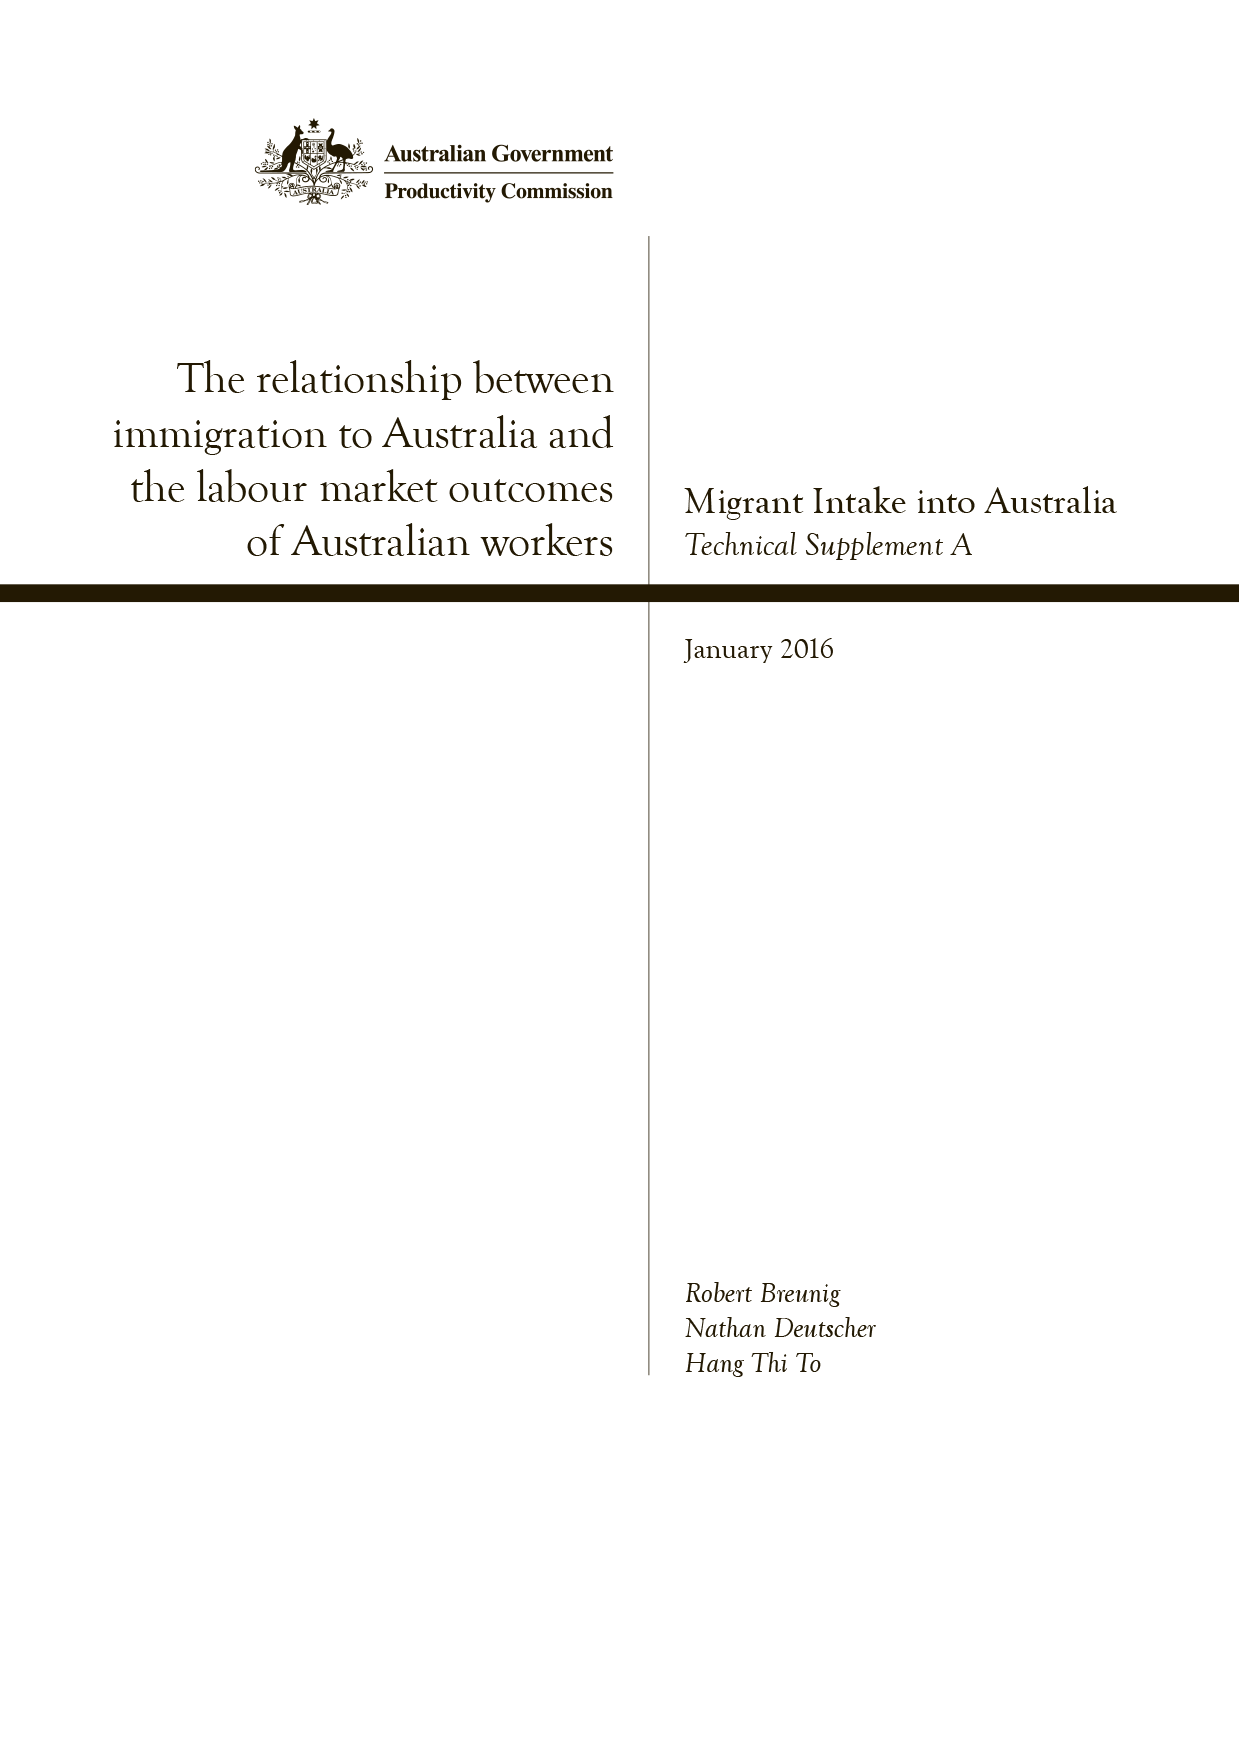 Australian Government
Productivity Commission
AUSTRALIA
The relationship between
immigration to Australia and
the labour market outcomes
of Australian workers
Migrant Intake into Australia
Technical Supplement A
January 2016
Robert Breunig
Nathan Deutscher
Hang Thi To